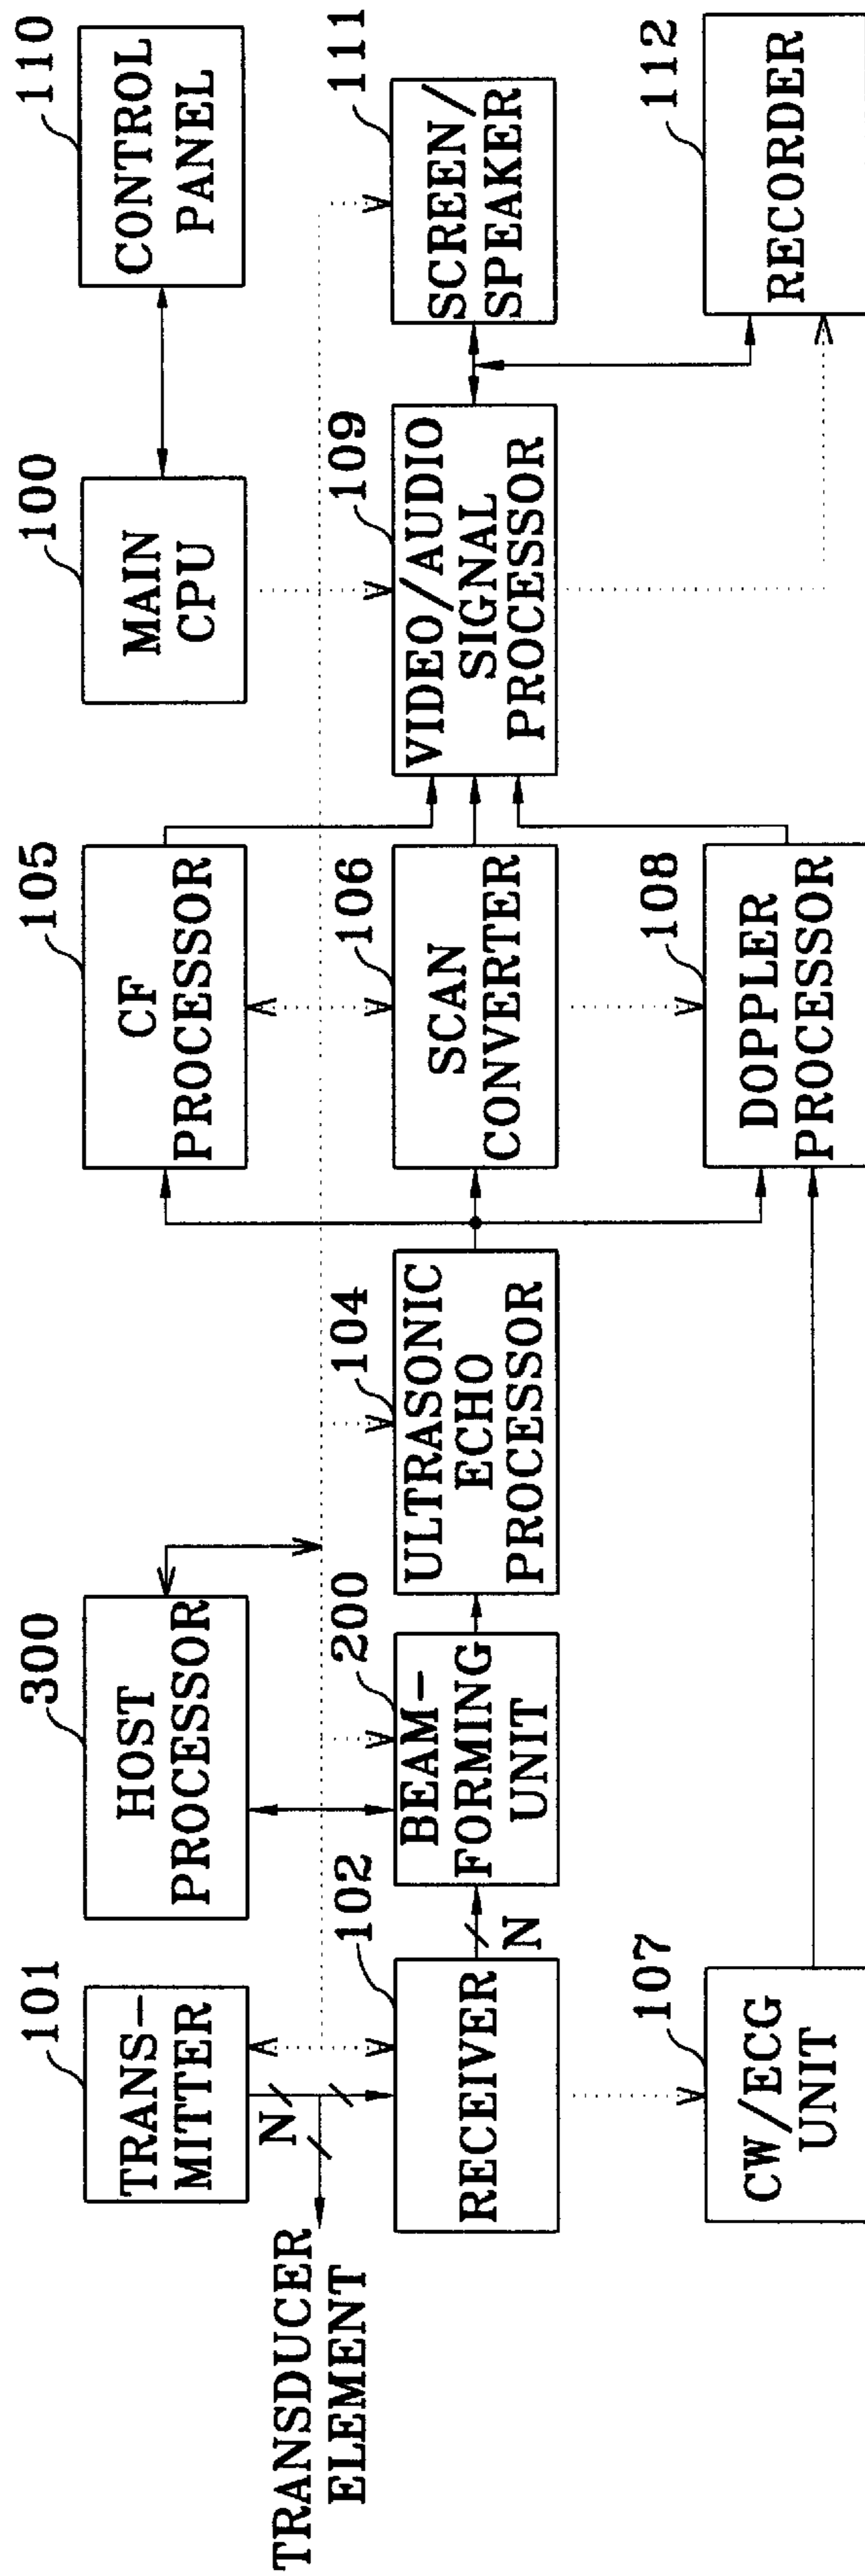 101
TRANS-
MITTER
300
HOST
PROCESSOR
105
CF
PROCESSOR
100
MAIN
CPU
110
CONTROL
PANEL
N
TRANSDUCER
ELEMENT
102
RECEIVER
N
200
BEAM-
FORMING
UNIT
104
ULTRASONIC
ECHO
PROCESSOR
106
SCAN
CONVERTER
109
VIDEO/AUDIO
SIGNAL
PROCESSOR
111
SCREEN/
SPEAKER
107
CW/ECG
UNIT
108
DOPPLER
PROCESSOR
112
RECORDER